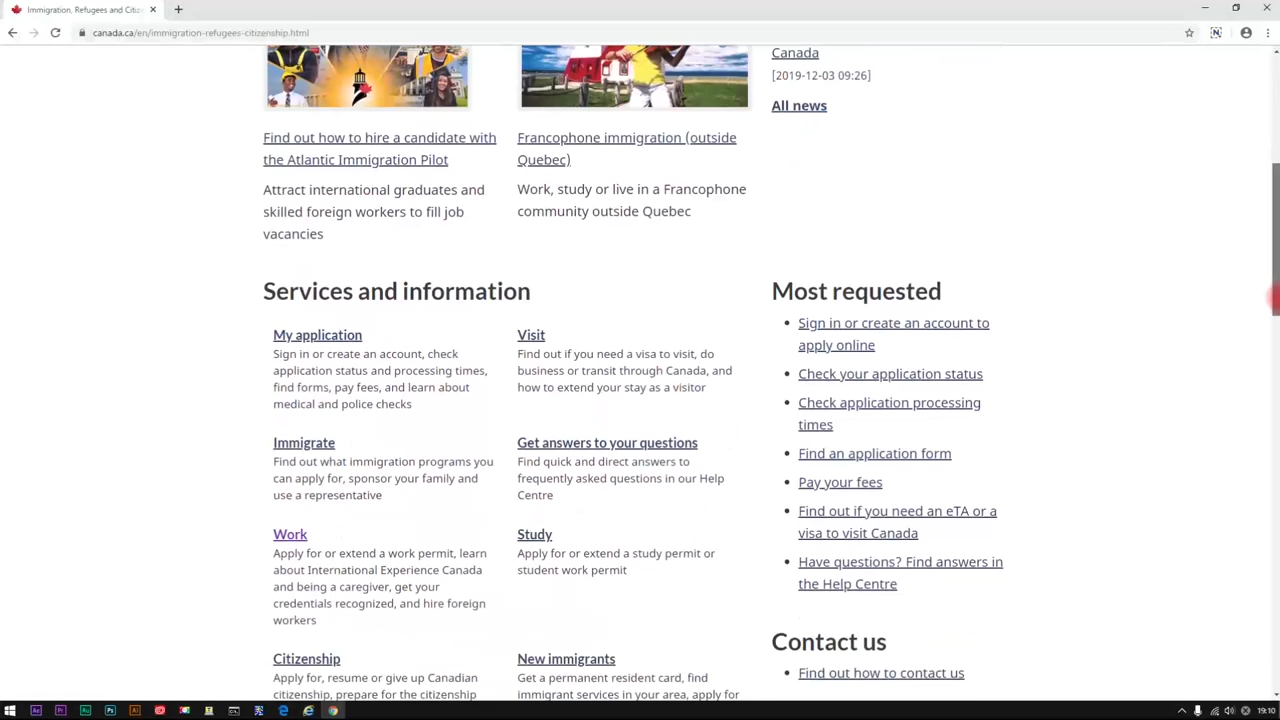 Immigration, Refugees and Citiz
canada.ca/en/immigration-refugees-citizenship.html
Canada
[2019-12-03 09:26]
All news
Find out how to hire a candidate with
the Atlantic Immigration Pilot
Attract international graduates and
skilled foreign workers to fill job
vacancies
Francophone immigration (outside
Quebec)
Work, study or live in a Francophone
community outside Quebec
Services and information
My application
Sign in or create an account, check
application status and processing times,
find forms, pay fees, and learn about
medical and police checks
Visit
Find out if you need a visa to visit, do
business or transit through Canada, and
how to extend your stay as a visitor
Immigrate
Find out what immigration programs you
can apply for, sponsor your family and
use a representative
Get answers to your questions
Find quick and direct answers to
frequently asked questions in our Help
Centre
Work
Apply for or extend a work permit, learn
about International Experience Canada
and being a caregiver, get your
credentials recognized, and hire foreign
workers
Study
Apply for or extend a study permit or
student work permit
Citizenship
Apply for, resume or give up Canadian
citizenship, prepare for the citizenship
New immigrants
Get a permanent resident card, find
immigrant services in your area, apply for
Most requested
Sign in or create an account to
apply online
Check your application status
Check application processing
times
Find an application form
Pay your fees
Find out if you need an eTA or a
visa to visit Canada
Have questions? Find answers in
the Help Centre
Contact us
Find out how to contact us
19:10